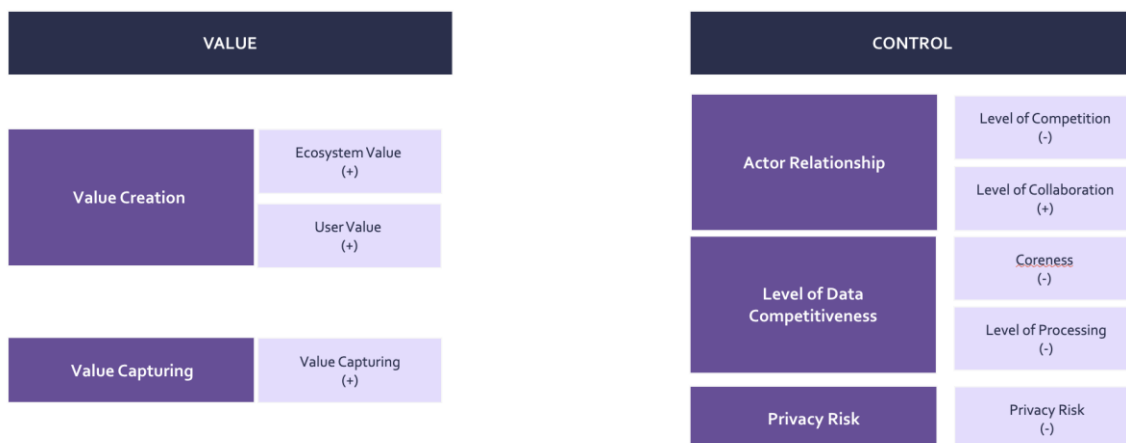 VALUE
Value Creation
Ecosystem Value
(+)
User Value
(+)
Value Capturing
Value Capturing
(+)
CONTROL
Actor Relationship
Level of Competition
(-)
Level of Collaboration
(+)
Level of Data
Competitiveness
Coreness
(-)
Level of Processing
(-)
Privacy Risk
Privacy Risk
(-)